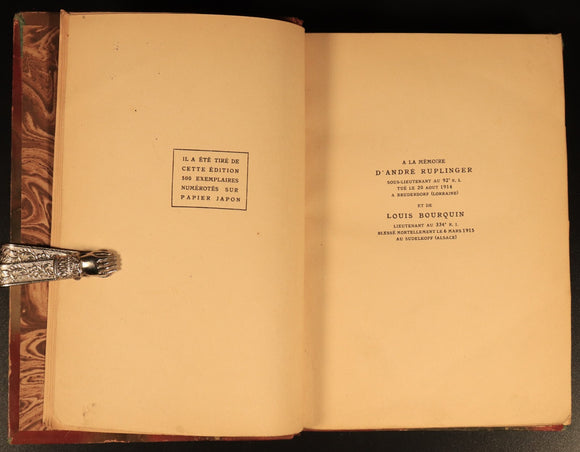 IL A ÉTÉ TIRÉ DE
CETTE ÉDITION
500 EXEMPLAIRES
NUMÉROTÉS SUR
PAPIER JAPON
A LA MÉMOIRE
D'ANDRÉ RUPLINGER
SOUS-LIEUTENANT AU 92e R. I.
TUÉ LE 20 AOUT 1914
A BRUDERDORF (LORRAINE)
ET DE
LOUIS BOURQUIN
LIEUTENANT AU 334e R. I.
BLESSÉ MORTELLEMENT LE 6 MARS 1915
AU SUDELKOPF (ALSACE)